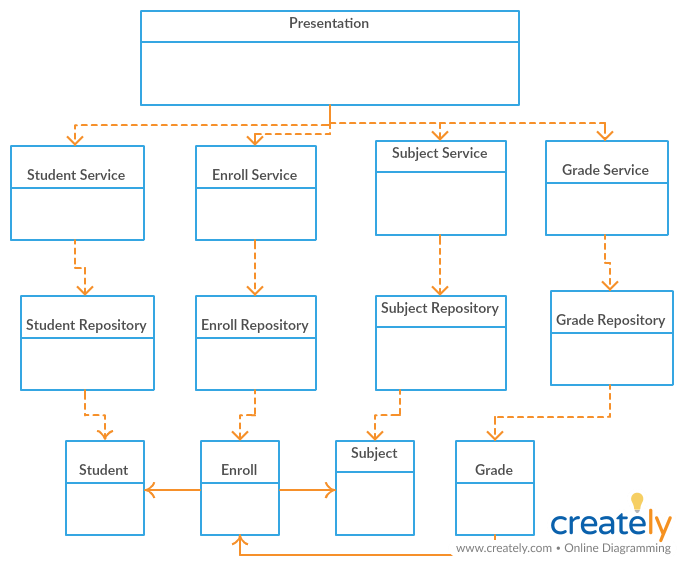 Presentation
Student Service
Enroll Service
Subject Service
Grade Service
Student Repository
Enroll Repository
Subject Repository
Grade Repository
Student
Enroll
Subject
Grade
creately
www.creately.com • Online Diagramming